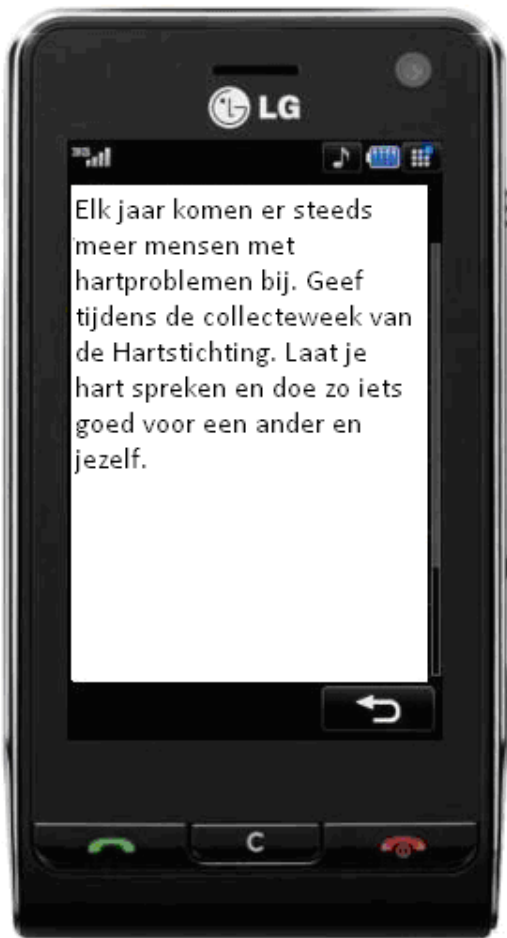 LG
3G
Elk jaar komen er steeds
meer mensen met
hartproblemen bij. Geef
tijdens de collecteweek van
de Hartstichting. Laat je
hart spreken en doe zo iets
goed voor een ander en
jezelf.
C